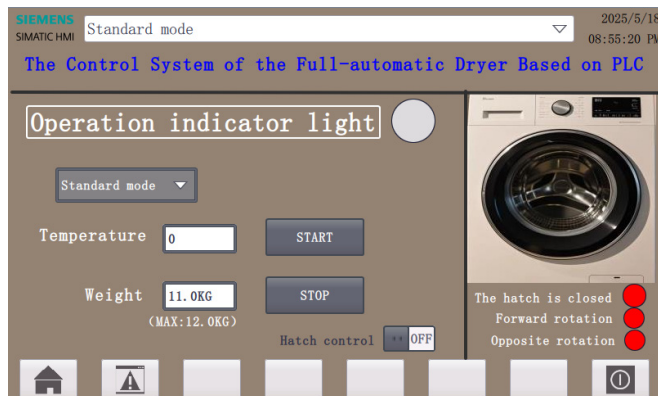 SIEMENS
SIMATIC HMI
Standard mode
2025/5/18
08:55:20 PM
The Control System of the Full-automatic Dryer Based on PLC
Operation indicator light
Standard mode
Temperature 0 START
Weight 11.0KG STOP
(MAX:12.0KG)
Hatch control OFF
The hatch is closed
Forward rotation
Opposite rotation